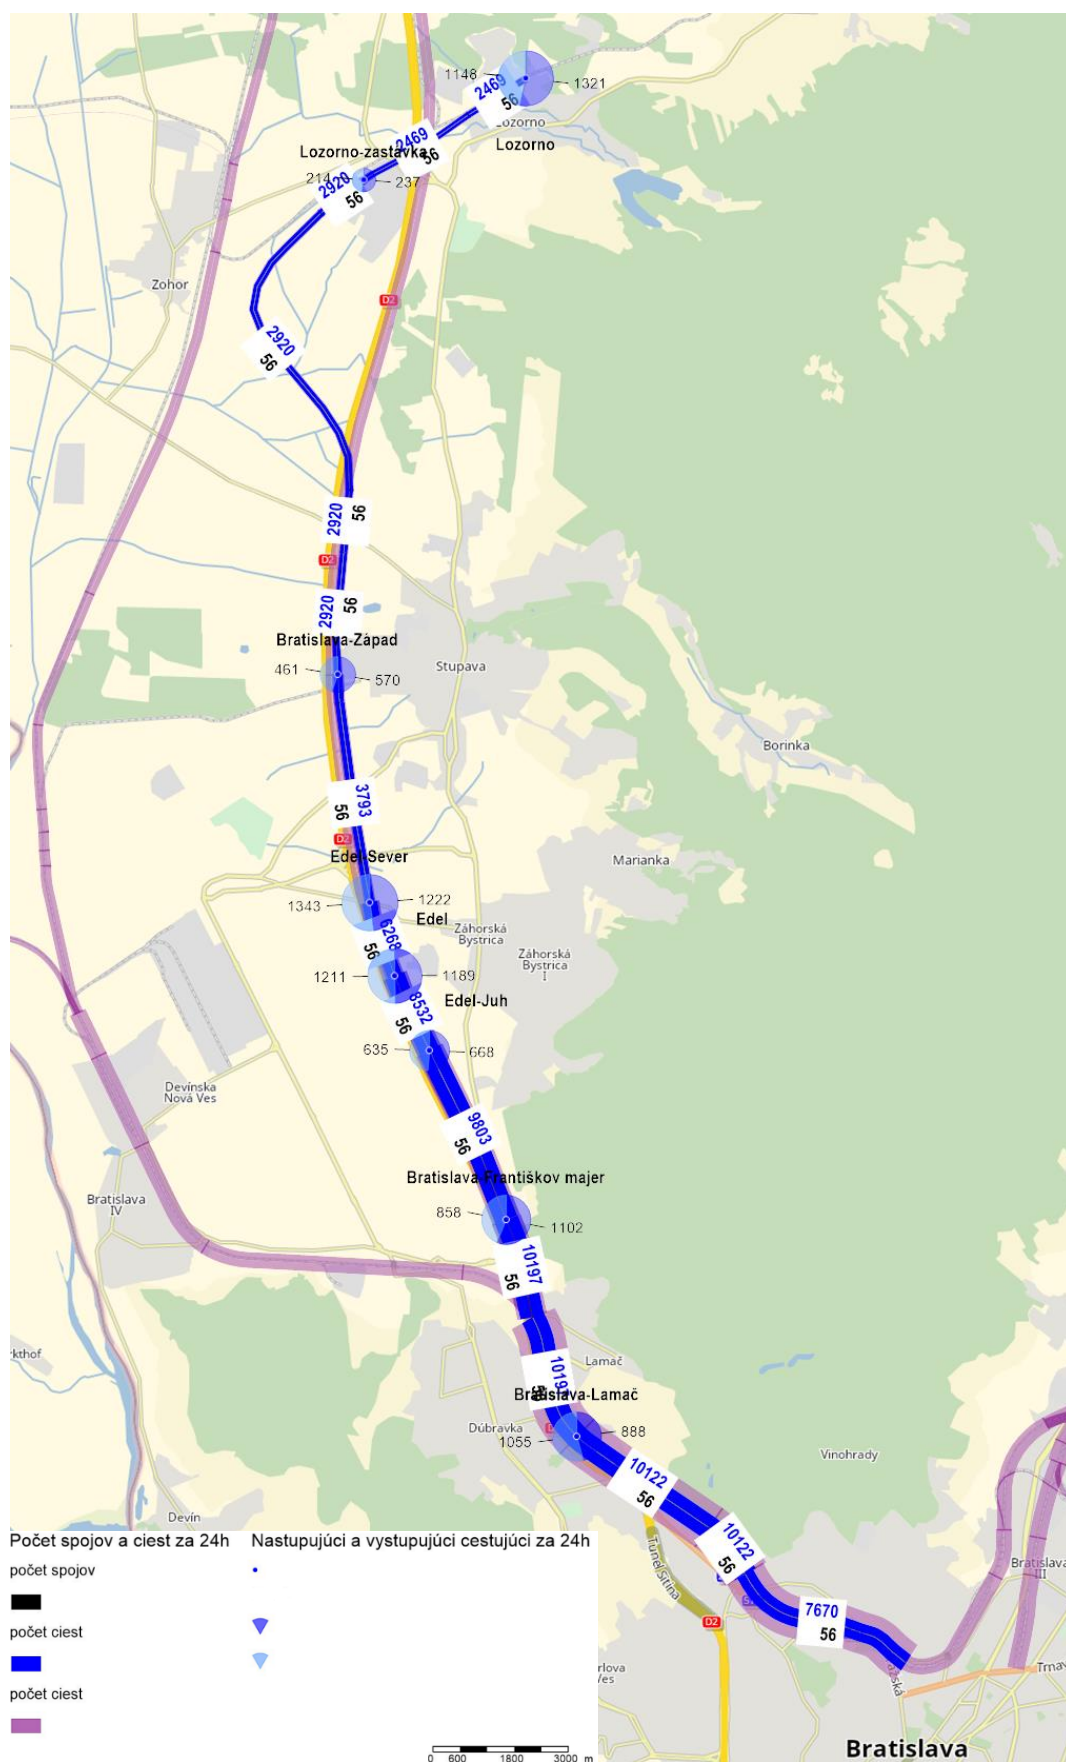 1148
2469
1321
56
Lozorno
Lozorno
2469
Lozorno-zastávka
56
214
2920
237
56
Zohor
D2
2920
56
2920
56
D2
2920
56
Bratislava-Západ
461
570
Stupava
Borinka
3793
56
D2
Edel-Sever
Marianka
1343
1222
Edel
6268
56
Záhorská
Bystrica
Záhorská
Bystrica
I
1211
1189
8532
Edel-Juh
56
635
668
Devínska
Nová Ves
9803
56
Bratislava-Františkov majer
Bratislava
IV
858
1102
10197
56
Lamač
Bratislava-Lamač
Dúbravka
1055
888
Vinohrady
10122
56
Devín
10122
56
Tunel Sitina
Bratislava
III
7670
56
D2
Počet spojov a ciest za 24h
Nastupujúci a vystupujúci cestujúci za 24h
počet spojov
počet ciest
počet ciest
0 600 1800 3000 m
Bratislava